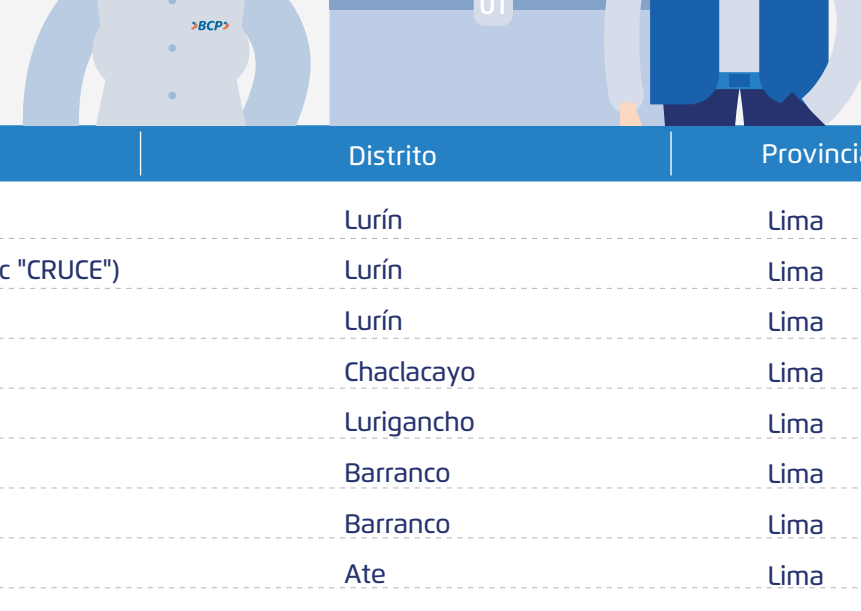 BCP
01
Distrito Provincia
Lurín Lima
c "CRUCE") Lurín Lima
Lurín Lima
Chaclacayo Lima
Lurigancho Lima
Barranco Lima
Barranco Lima
Ate Lima